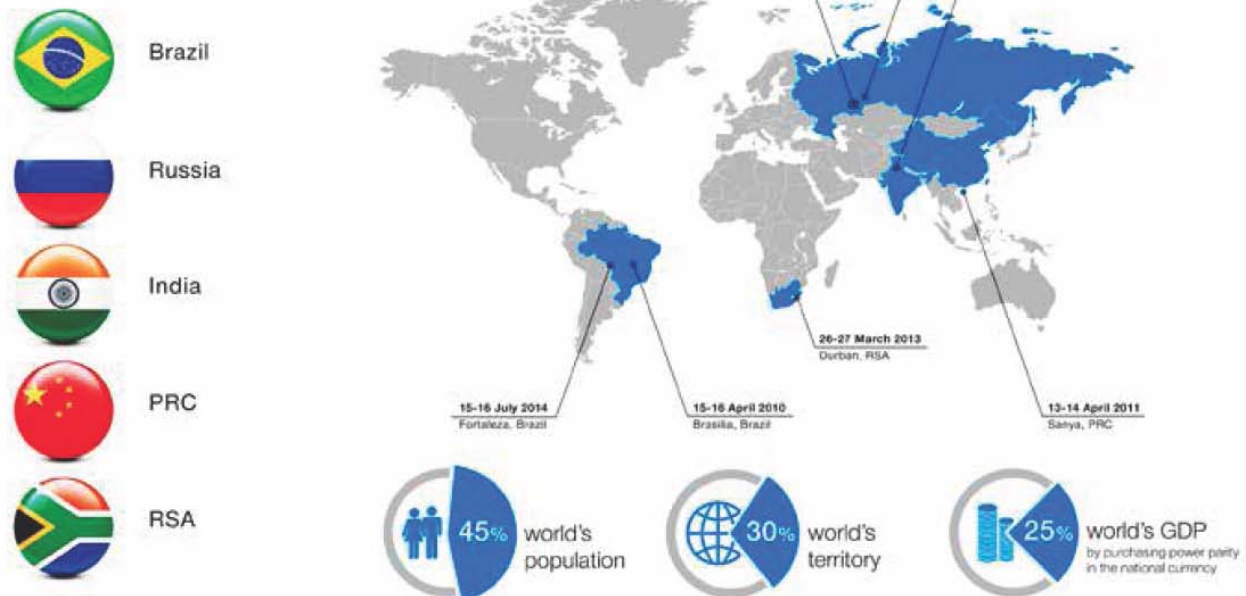 Brazil
Russia
India
PRC
RSA
26-27 March 2013
Durban, RSA
15-16 July 2014
Fortaleza, Brazil
15-16 April 2010
Brasilia, Brazil
13-14 April 2011
Sanya, PRC
45% world's
population
30% world's
territory
25% world's GDP
by purchasing power parity
in the national currency